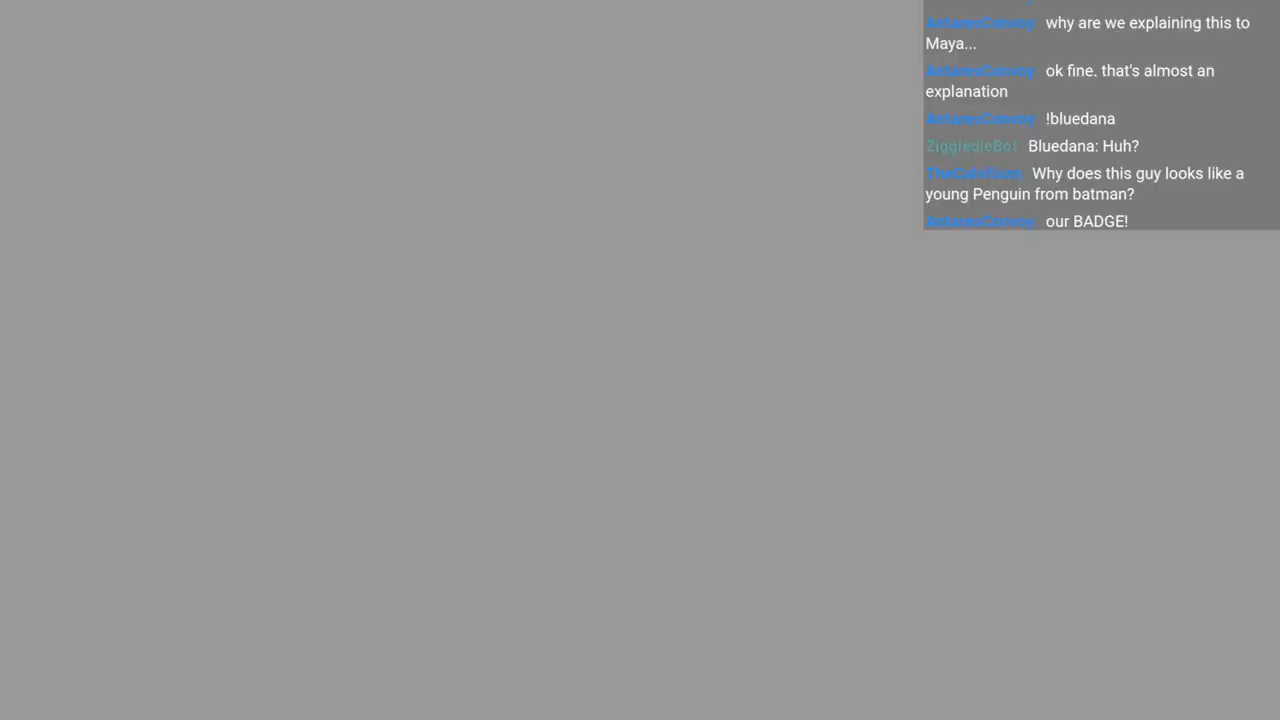 AntaresConvoy why are we explaining this to
Maya...
AntaresConvoy ok fine. that's almost an
explanation
AntaresConvoy !bluedana
ZiggledieBot Bluedana: Huh?
Why does this guy looks like a
young Penguin from batman?
AntaresConvoy our BADGE!